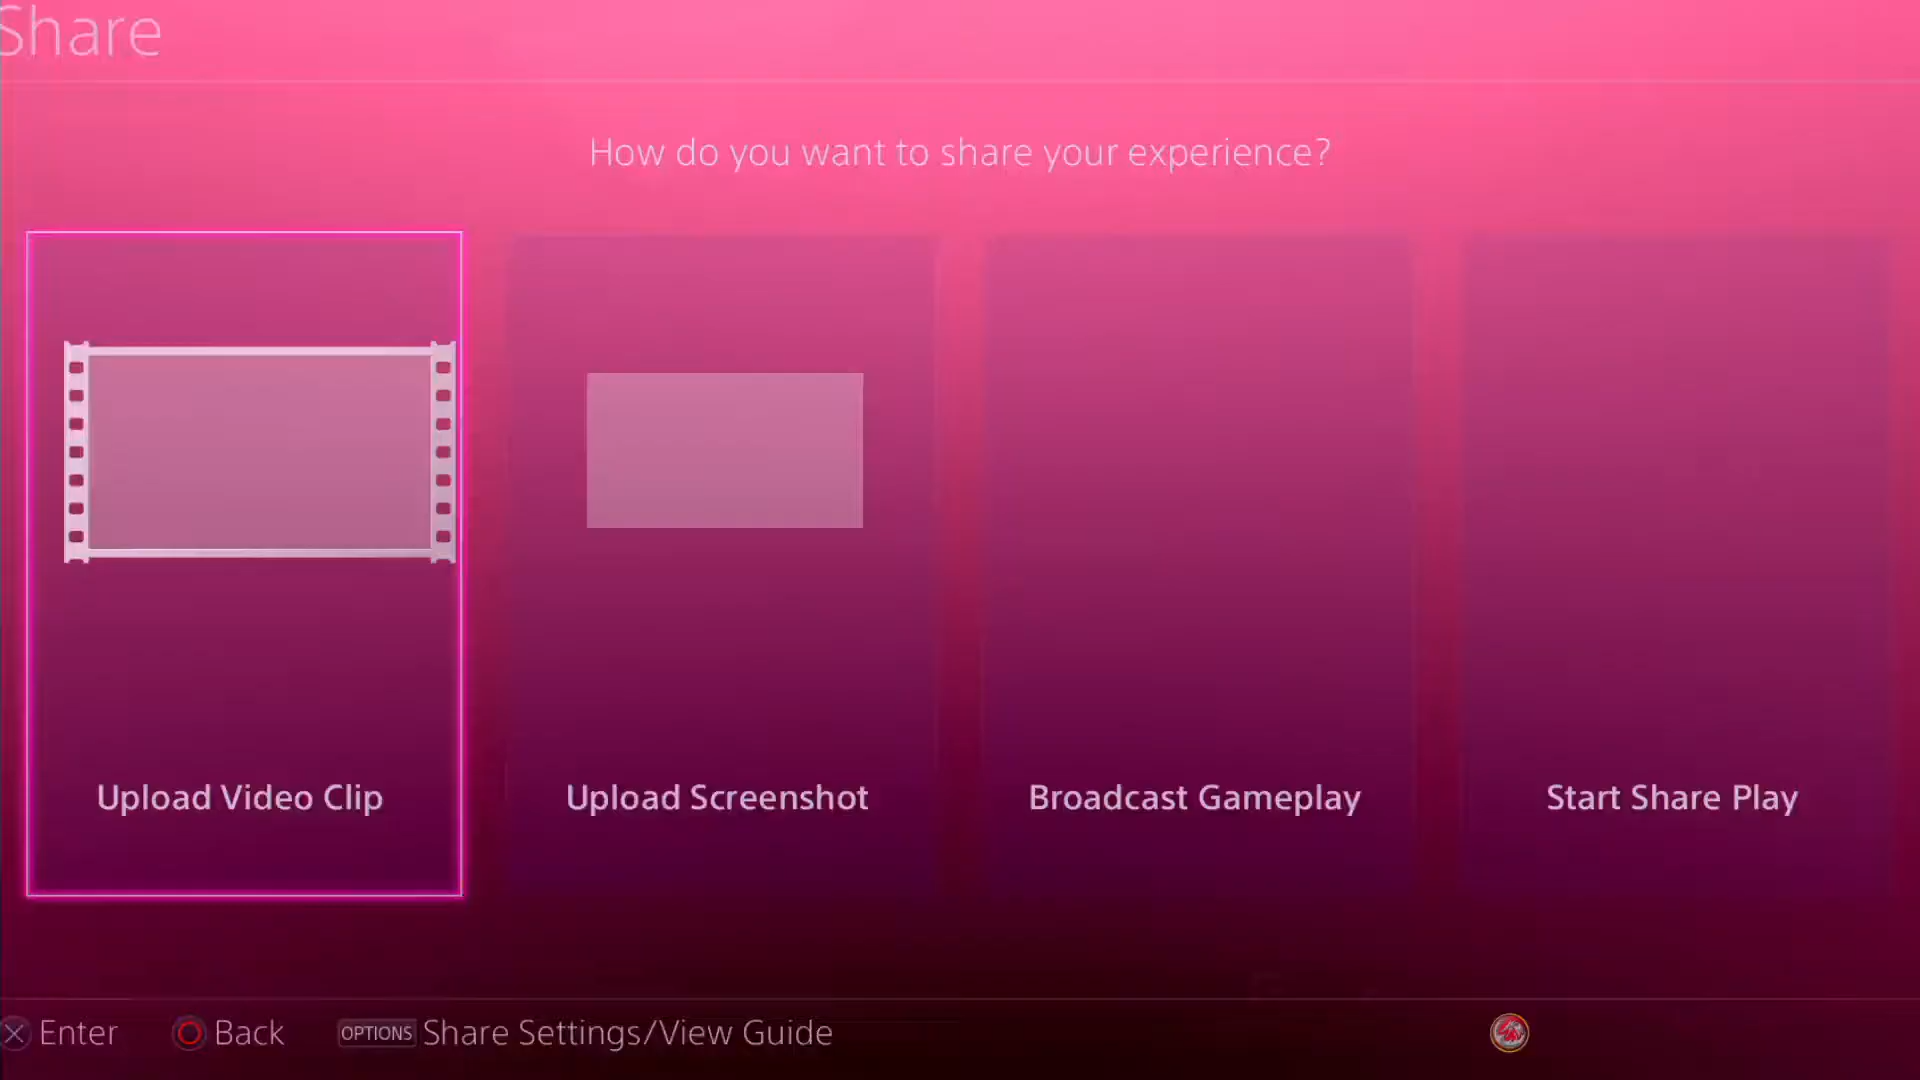 Share
How do you want to share your experience?
Upload Video Clip
Upload Screenshot
Broadcast Gameplay
Start Share Play
Enter
Back
OPTIONS Share Settings/View Guide